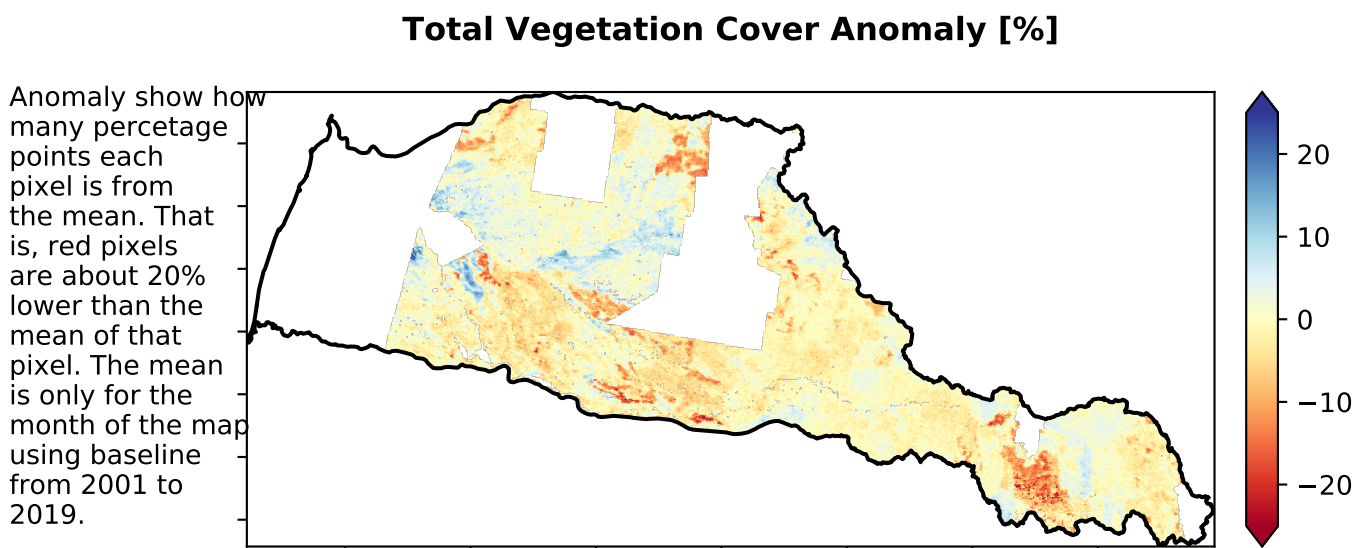 Total Vegetation Cover Anomaly [%]
Anomaly show how
many percetage
points each
pixel is from
the mean. That
is, red pixels
are about 20%
lower than the
mean of that
pixel. The mean
is only for the
month of the map
using baseline
from 2001 to
2019.
20
10
0
−10
−20